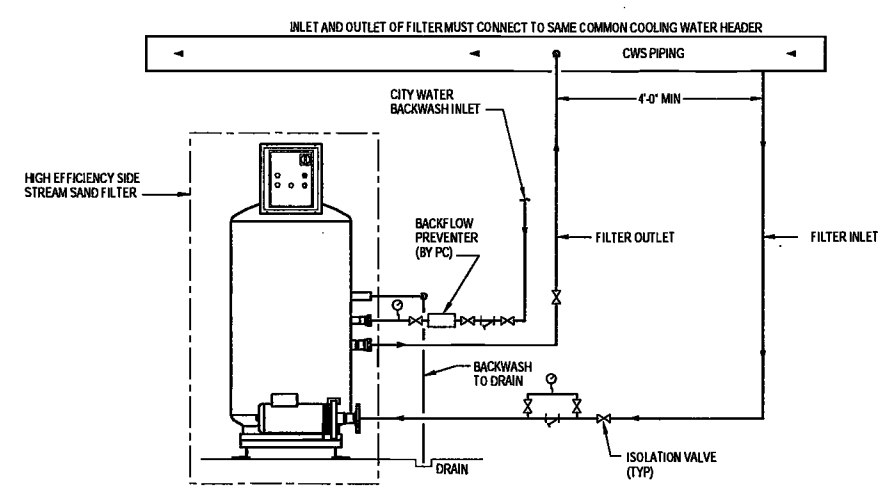 INLET AND OUTLET OF FILTER MUST CONNECT TO SAME COMMON COOLING WATER HEADER
CWS PIPING
CITY WATER
BACKWASH INLET
4'-0" MIN
HIGH EFFICIENCY SIDE
STREAM SAND FILTER
BACKFLOW
PREVENTER
(BY PC)
FILTER OUTLET
FILTER INLET
BACKWASH
TO DRAIN
ISOLATION VALVE
(TYP)
DRAIN